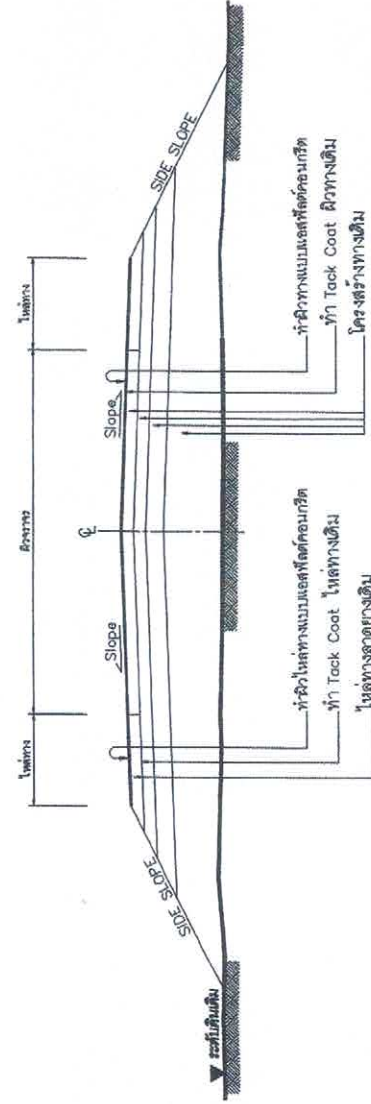 ไหล่ทาง
ผิวจราจร
ไหล่ทาง
Slope
℄
Slope
SIDE SLOPE
SIDE SLOPE
ระดับดินเดิม
ทำผิวไหล่ทางแบบแอสฟัลต์คอนกรีต
ทำ Tack Coat ไหล่ทางเดิม
ไหล่ทางลาดยางเดิม
ทำผิวทางแบบแอสฟัลต์คอนกรีต
ทำ Tack Coat ผิวทางเดิม
โครงสร้างทางเดิม